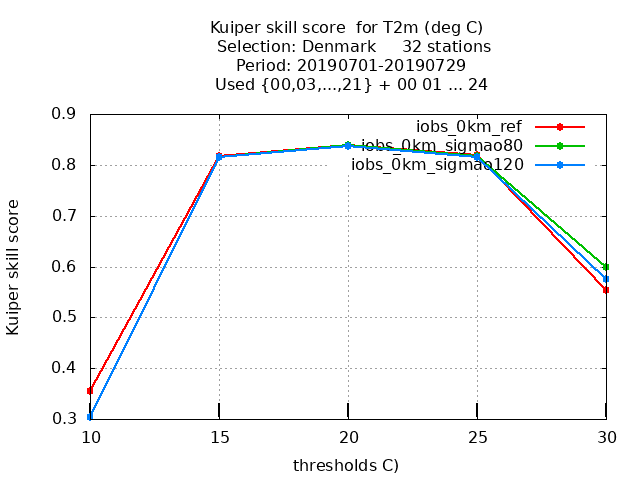 Kuiper skill score  for T2m (deg C)
Selection: Denmark     32 stations
Period: 20190701-20190729
Used {00,03,...,21} + 00 01 ... 24
iobs_0km_ref
iobs_0km_sigmao80
iobs_0km_sigmao120
0.9
0.8
0.7
0.6
0.5
0.4
0.3
Kuiper skill score
10
15
20
25
30
thresholds C)